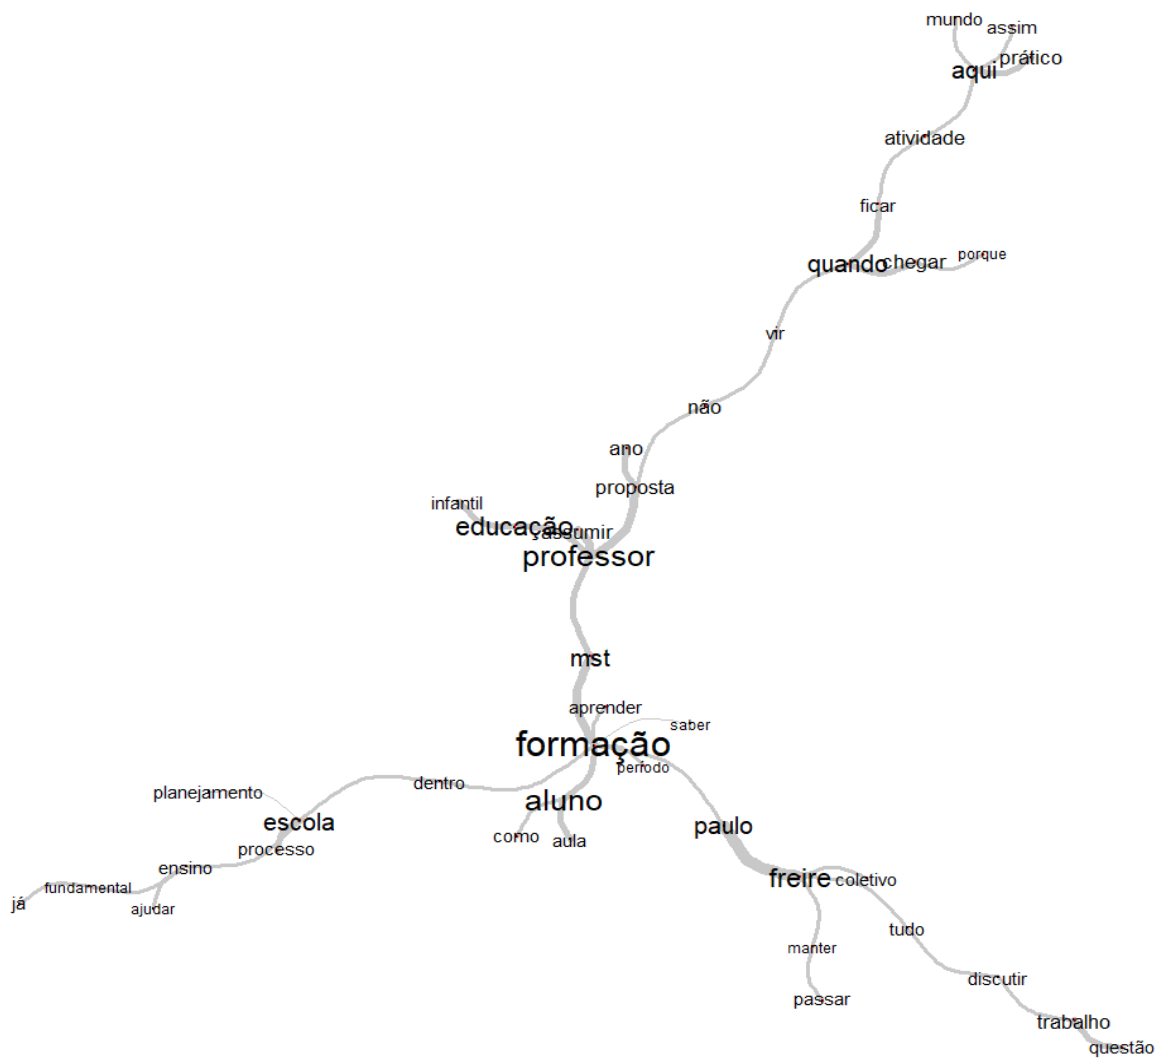 mundo
assim
prático
aqui
atividade
ficar
quando
chegar
porque
vir
não
ano
proposta
infantil
educação
assumir
professor
mst
aprender
saber
formação
período
dentro
planejamento
aluno
escola
paulo
como
aula
processo
ensino
freire
coletivo
fundamental
já
ajudar
tudo
manter
discutir
passar
trabalho
questão